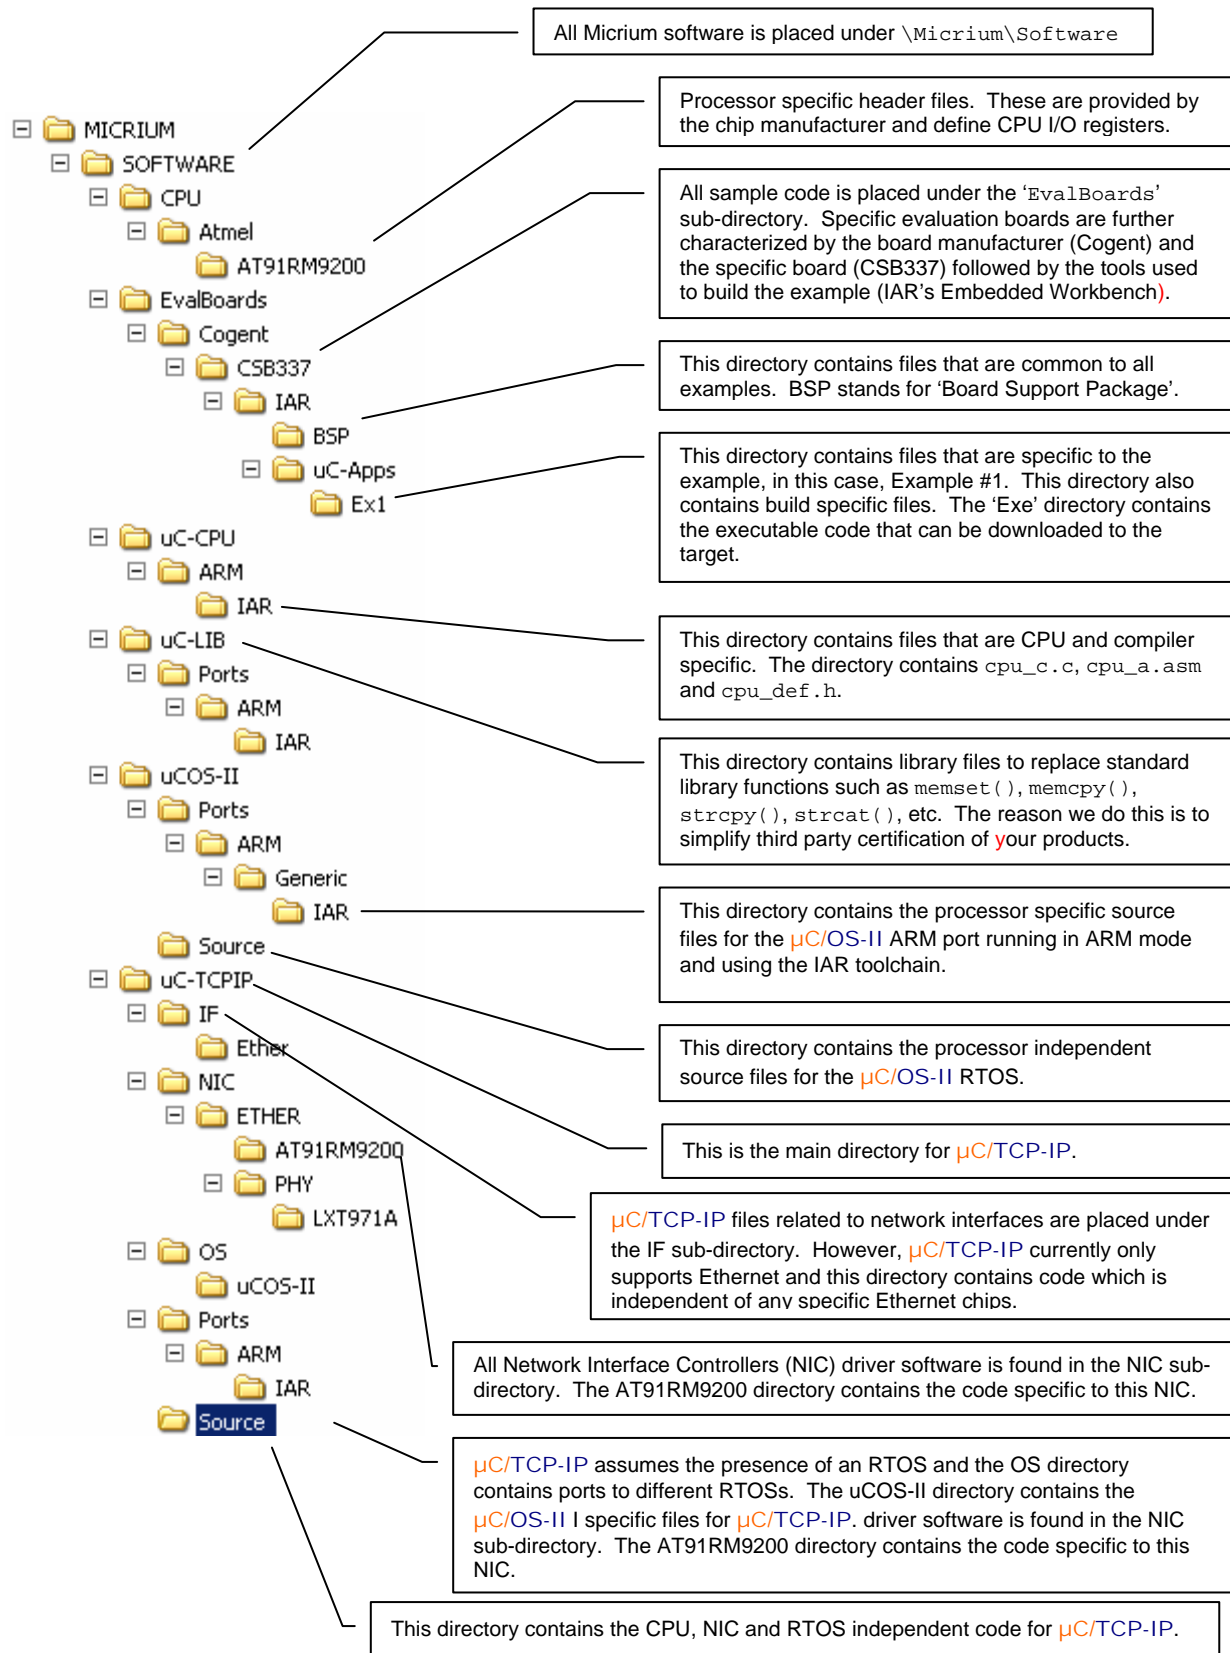 All Micrium software is placed under \Micrium\Software
Processor specific header files. These are provided by
the chip manufacturer and define CPU I/O registers.
MICRIUM
SOFTWARE
CPU
Atmel
AT91RM9200
EvalBoards
Cogent
CSB337
IAR
BSP
uC-Apps
Ex1
uC-CPU
ARM
IAR
uC-LIB
Ports
ARM
IAR
uCOS-II
Ports
ARM
Generic
IAR
Source
uC-TCPIP
IF
Ether
NIC
ETHER
AT91RM9200
PHY
LXT971A
OS
uCOS-II
Ports
ARM
IAR
Source
All sample code is placed under the ‘EvalBoards’
sub-directory. Specific evaluation boards are further
characterized by the board manufacturer (Cogent) and
the specific board (CSB337) followed by the tools used
to build the example (IAR's Embedded Workbench).
This directory contains files that are common to all
examples. BSP stands for ‘Board Support Package’.
This directory contains files that are specific to the
example, in this case, Example #1. This directory also
contains build specific files. The ‘Exe’ directory contains
the executable code that can be downloaded to the
target.
This directory contains files that are CPU and compiler
specific. The directory contains cpu_c.c, cpu_a.asm
and cpu_def.h.
This directory contains library files to replace standard
library functions such as memset(), memcpy(),
strcpy(), strcat(), etc. The reason we do this is to
simplify third party certification of your products.
This directory contains the processor specific source
files for the µC/OS-II ARM port running in ARM mode
and using the IAR toolchain.
This directory contains the processor independent
source files for the µC/OS-II RTOS.
This is the main directory for µC/TCP-IP.
µC/TCP-IP files related to network interfaces are placed under
the IF sub-directory. However, µC/TCP-IP currently only
supports Ethernet and this directory contains code which is
independent of any specific Ethernet chips.
All Network Interface Controllers (NIC) driver software is found in the NIC sub-
directory. The AT91RM9200 directory contains the code specific to this NIC.
µC/TCP-IP assumes the presence of an RTOS and the OS directory
contains ports to different RTOSs. The uCOS-II directory contains the
µC/OS-II I specific files for µC/TCP-IP. driver software is found in the NIC
sub-directory. The AT91RM9200 directory contains the code specific to this
NIC.
This directory contains the CPU, NIC and RTOS independent code for µC/TCP-IP.